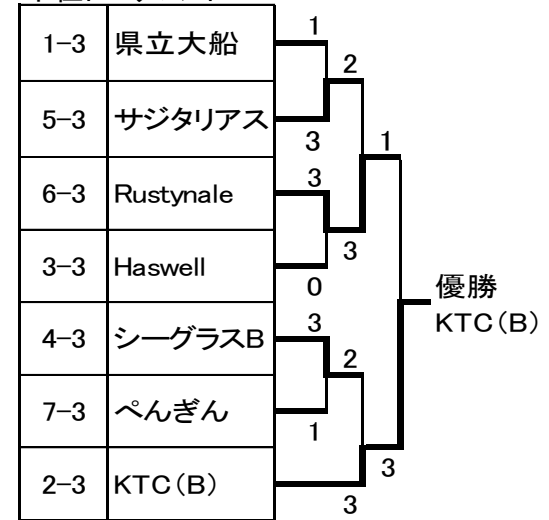 1-3 県立大船 1
2
5-3 サジタリアス 3
1
6-3 Rustynale 3
3
3-3 Haswell 0
優勝
KTC(B)
4-3 シーグラスB 3
2
7-3 ぺんぎん 1
3
2-3 KTC(B) 3